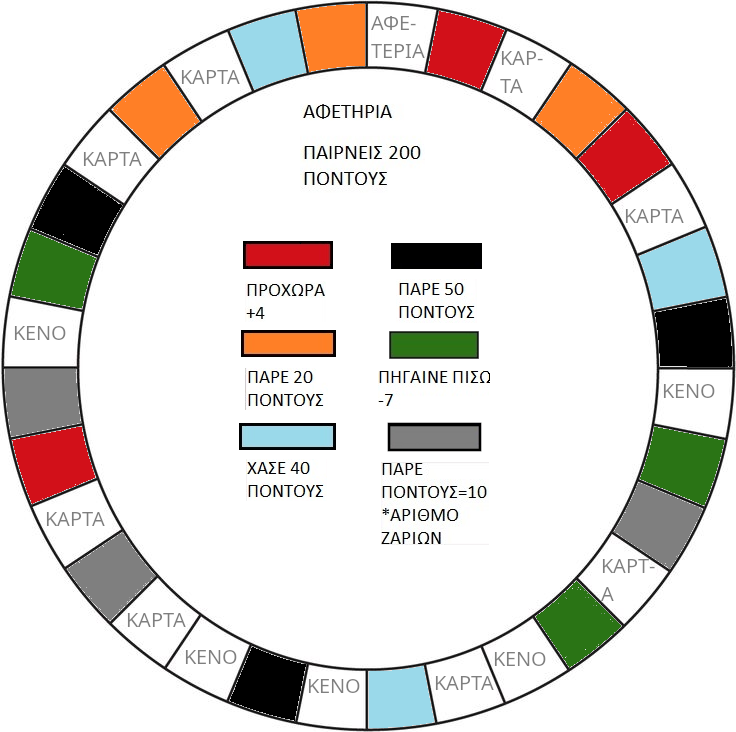 ΑΦΕ-
ΤΕΡΙΑ
ΚΑΡ-
ΤΑ
ΚΑΡΤΑ
ΚΕΝΟ
ΚΑΡΤ-
Α
ΚΕΝΟ
ΚΑΡΤΑ
ΚΕΝΟ
ΚΕΝΟ
ΚΑΡΤΑ
ΚΑΡΤΑ
ΚΕΝΟ
ΚΑΡΤΑ
ΚΑΡΤΑ
ΑΦΕΤΗΡΙΑ
ΠΑΙΡΝΕΙΣ 200
ΠΟΝΤΟΥΣ
ΠΡΟΧΩΡΑ
+4
ΠΑΡΕ 50
ΠΟΝΤΟΥΣ
ΠΑΡΕ 20
ΠΟΝΤΟΥΣ
ΠΗΓΑΙΝΕ ΠΙΣΩ
-7
ΧΑΣΕ 40
ΠΟΝΤΟΥΣ
ΠΑΡΕ
ΠΟΝΤΟΥΣ=10
*ΑΡΙΘΜΟ
ΖΑΡΙΩΝ